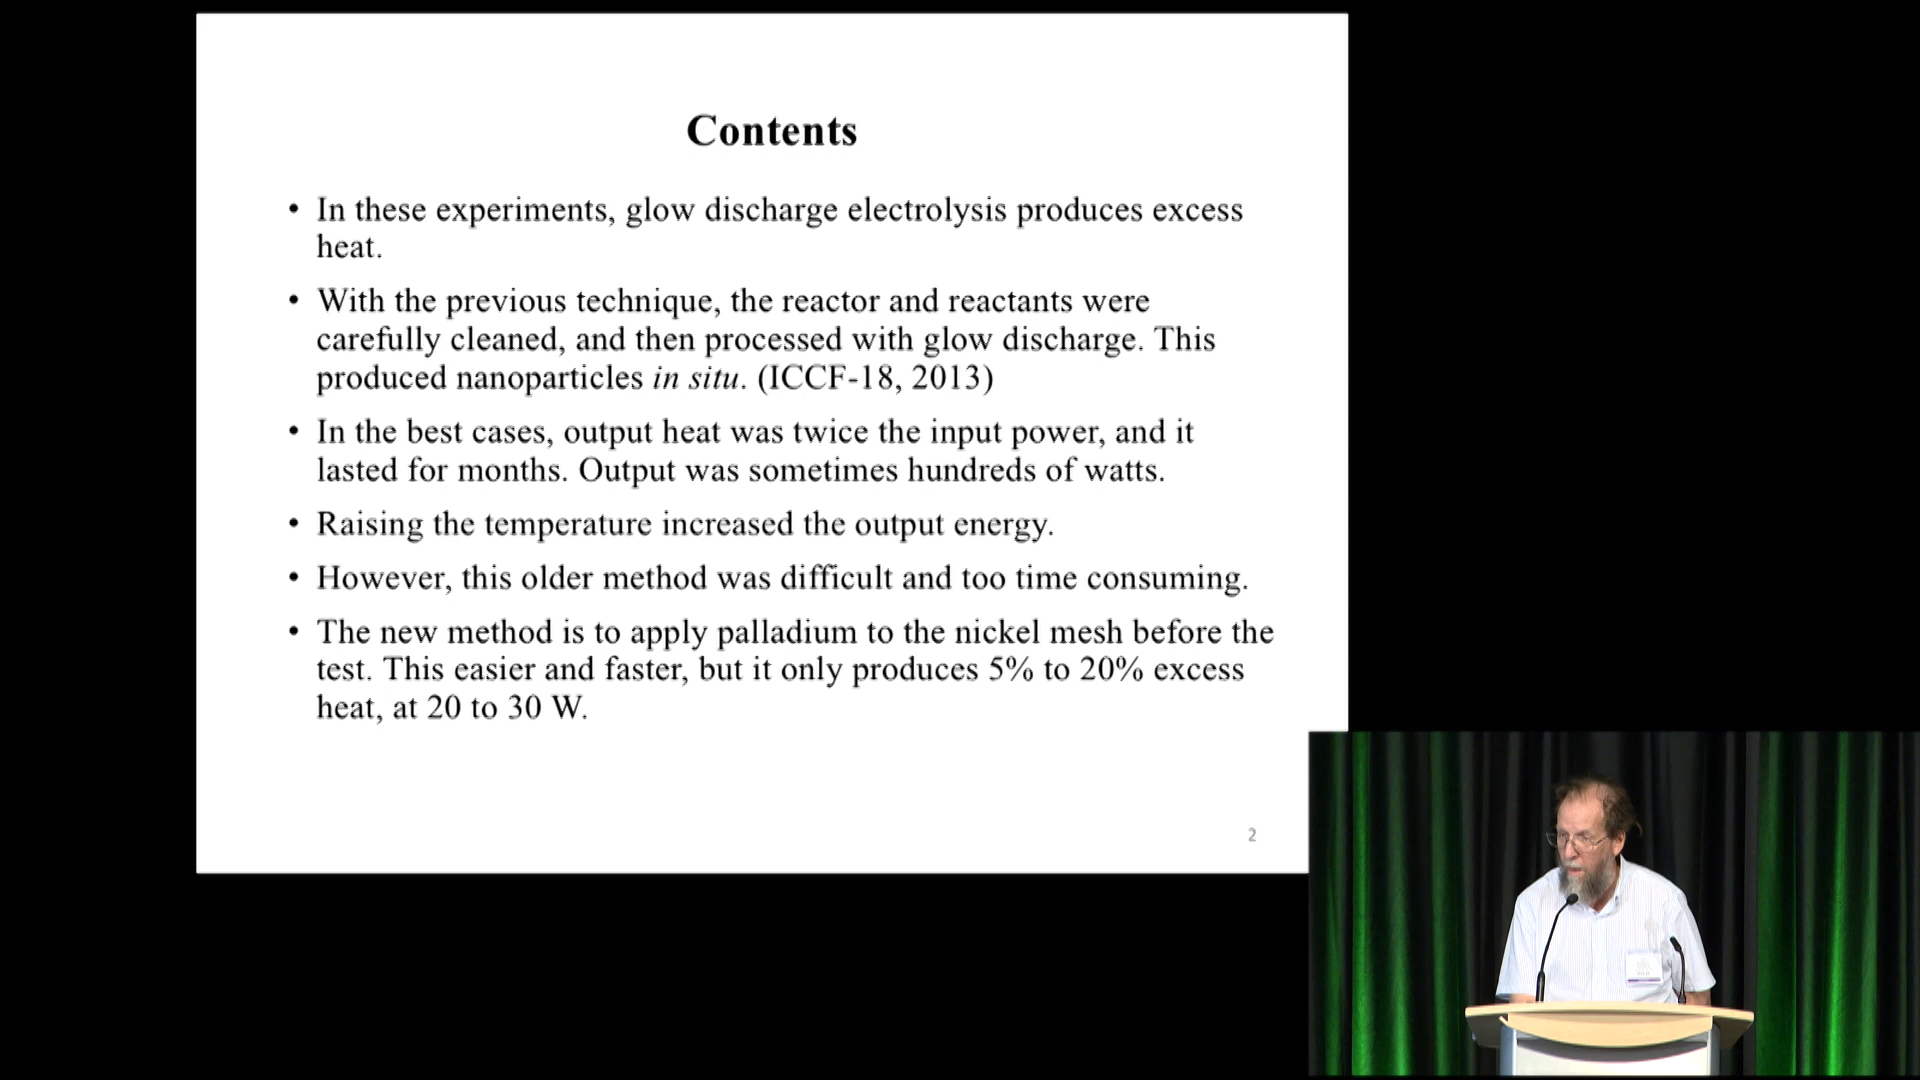 Contents
• In these experiments, glow discharge electrolysis produces excess
heat.
• With the previous technique, the reactor and reactants were
carefully cleaned, and then processed with glow discharge. This
produced nanoparticles in situ. (ICCF-18, 2013)
• In the best cases, output heat was twice the input power, and it
lasted for months. Output was sometimes hundreds of watts.
• Raising the temperature increased the output energy.
• However, this older method was difficult and too time consuming.
• The new method is to apply palladium to the nickel mesh before the
test. This easier and faster, but it only produces 5% to 20% excess
heat, at 20 to 30 W.
2